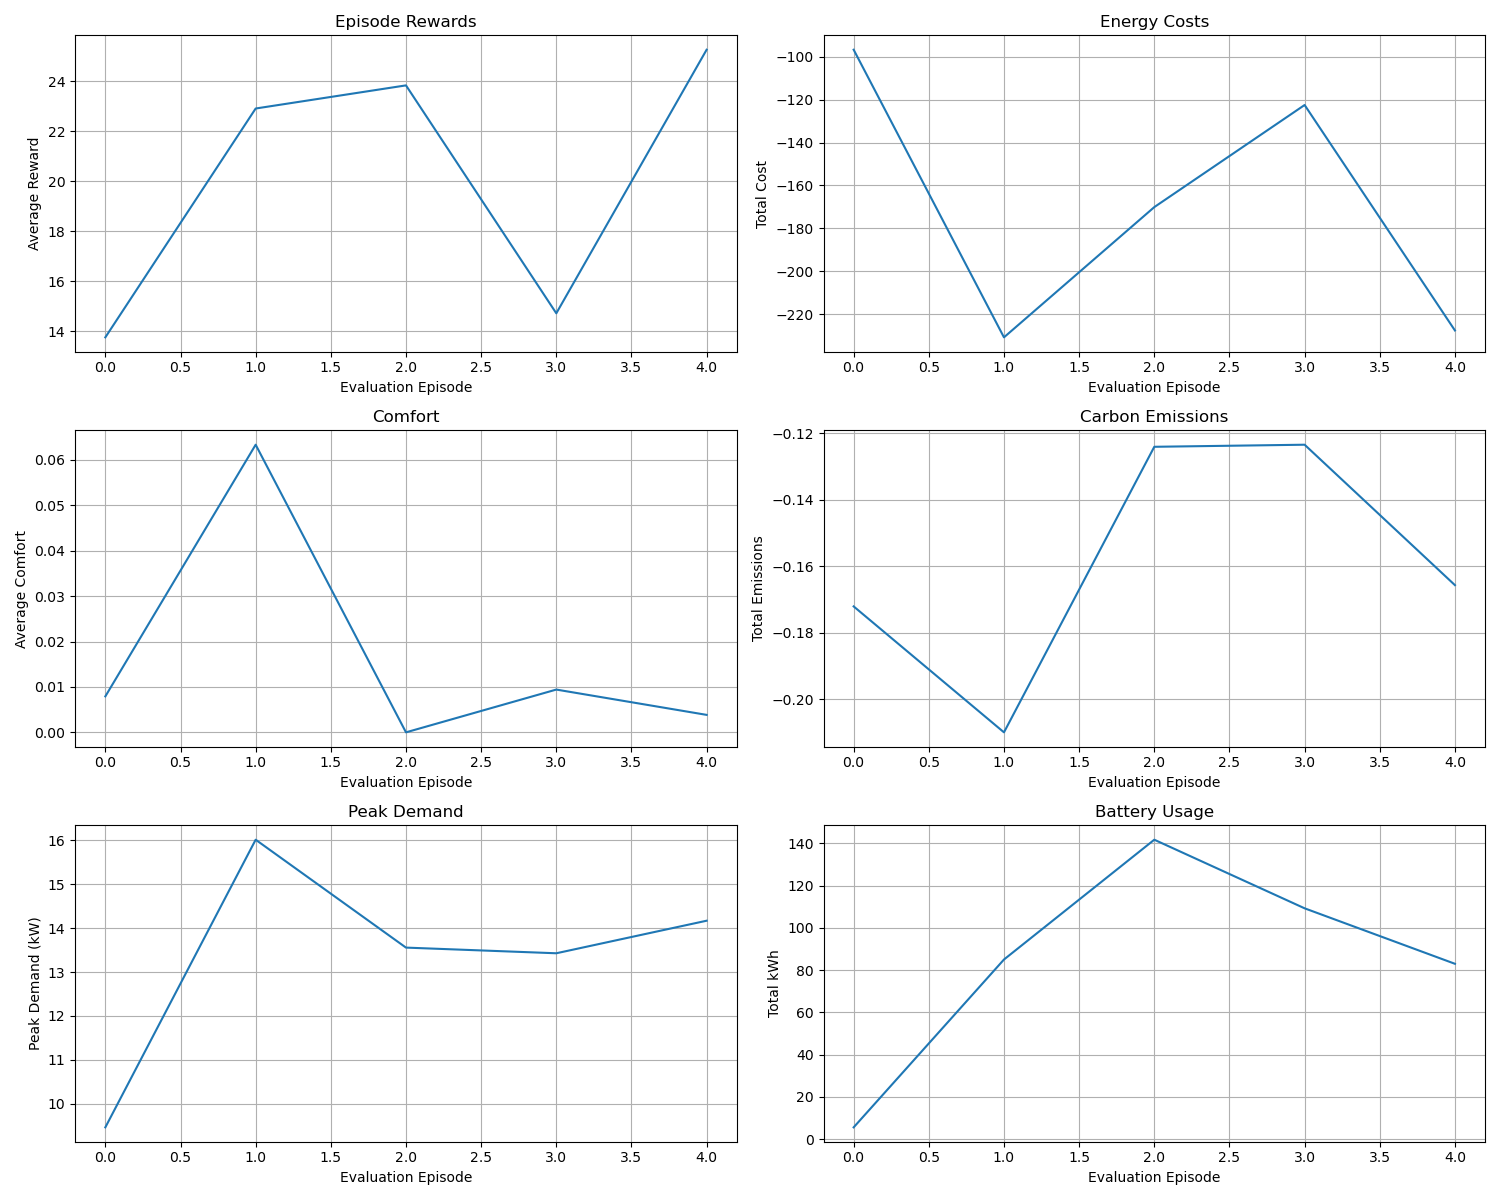 Episode Rewards
24
22
20
18
16
14
Average Reward
0.0 0.5 1.0 1.5 2.0 2.5 3.0 3.5 4.0
Evaluation Episode
Energy Costs
−100
−120
−140
−160
−180
−200
−220
Total Cost
0.0 0.5 1.0 1.5 2.0 2.5 3.0 3.5 4.0
Evaluation Episode
Comfort
0.06
0.05
0.04
0.03
0.02
0.01
0.00
Average Comfort
0.0 0.5 1.0 1.5 2.0 2.5 3.0 3.5 4.0
Evaluation Episode
Carbon Emissions
−0.12
−0.14
−0.16
−0.18
−0.20
Total Emissions
0.0 0.5 1.0 1.5 2.0 2.5 3.0 3.5 4.0
Evaluation Episode
Peak Demand
16
15
14
13
12
11
10
Peak Demand (kW)
0.0 0.5 1.0 1.5 2.0 2.5 3.0 3.5 4.0
Evaluation Episode
Battery Usage
140
120
100
80
60
40
20
0
Total kWh
0.0 0.5 1.0 1.5 2.0 2.5 3.0 3.5 4.0
Evaluation Episode